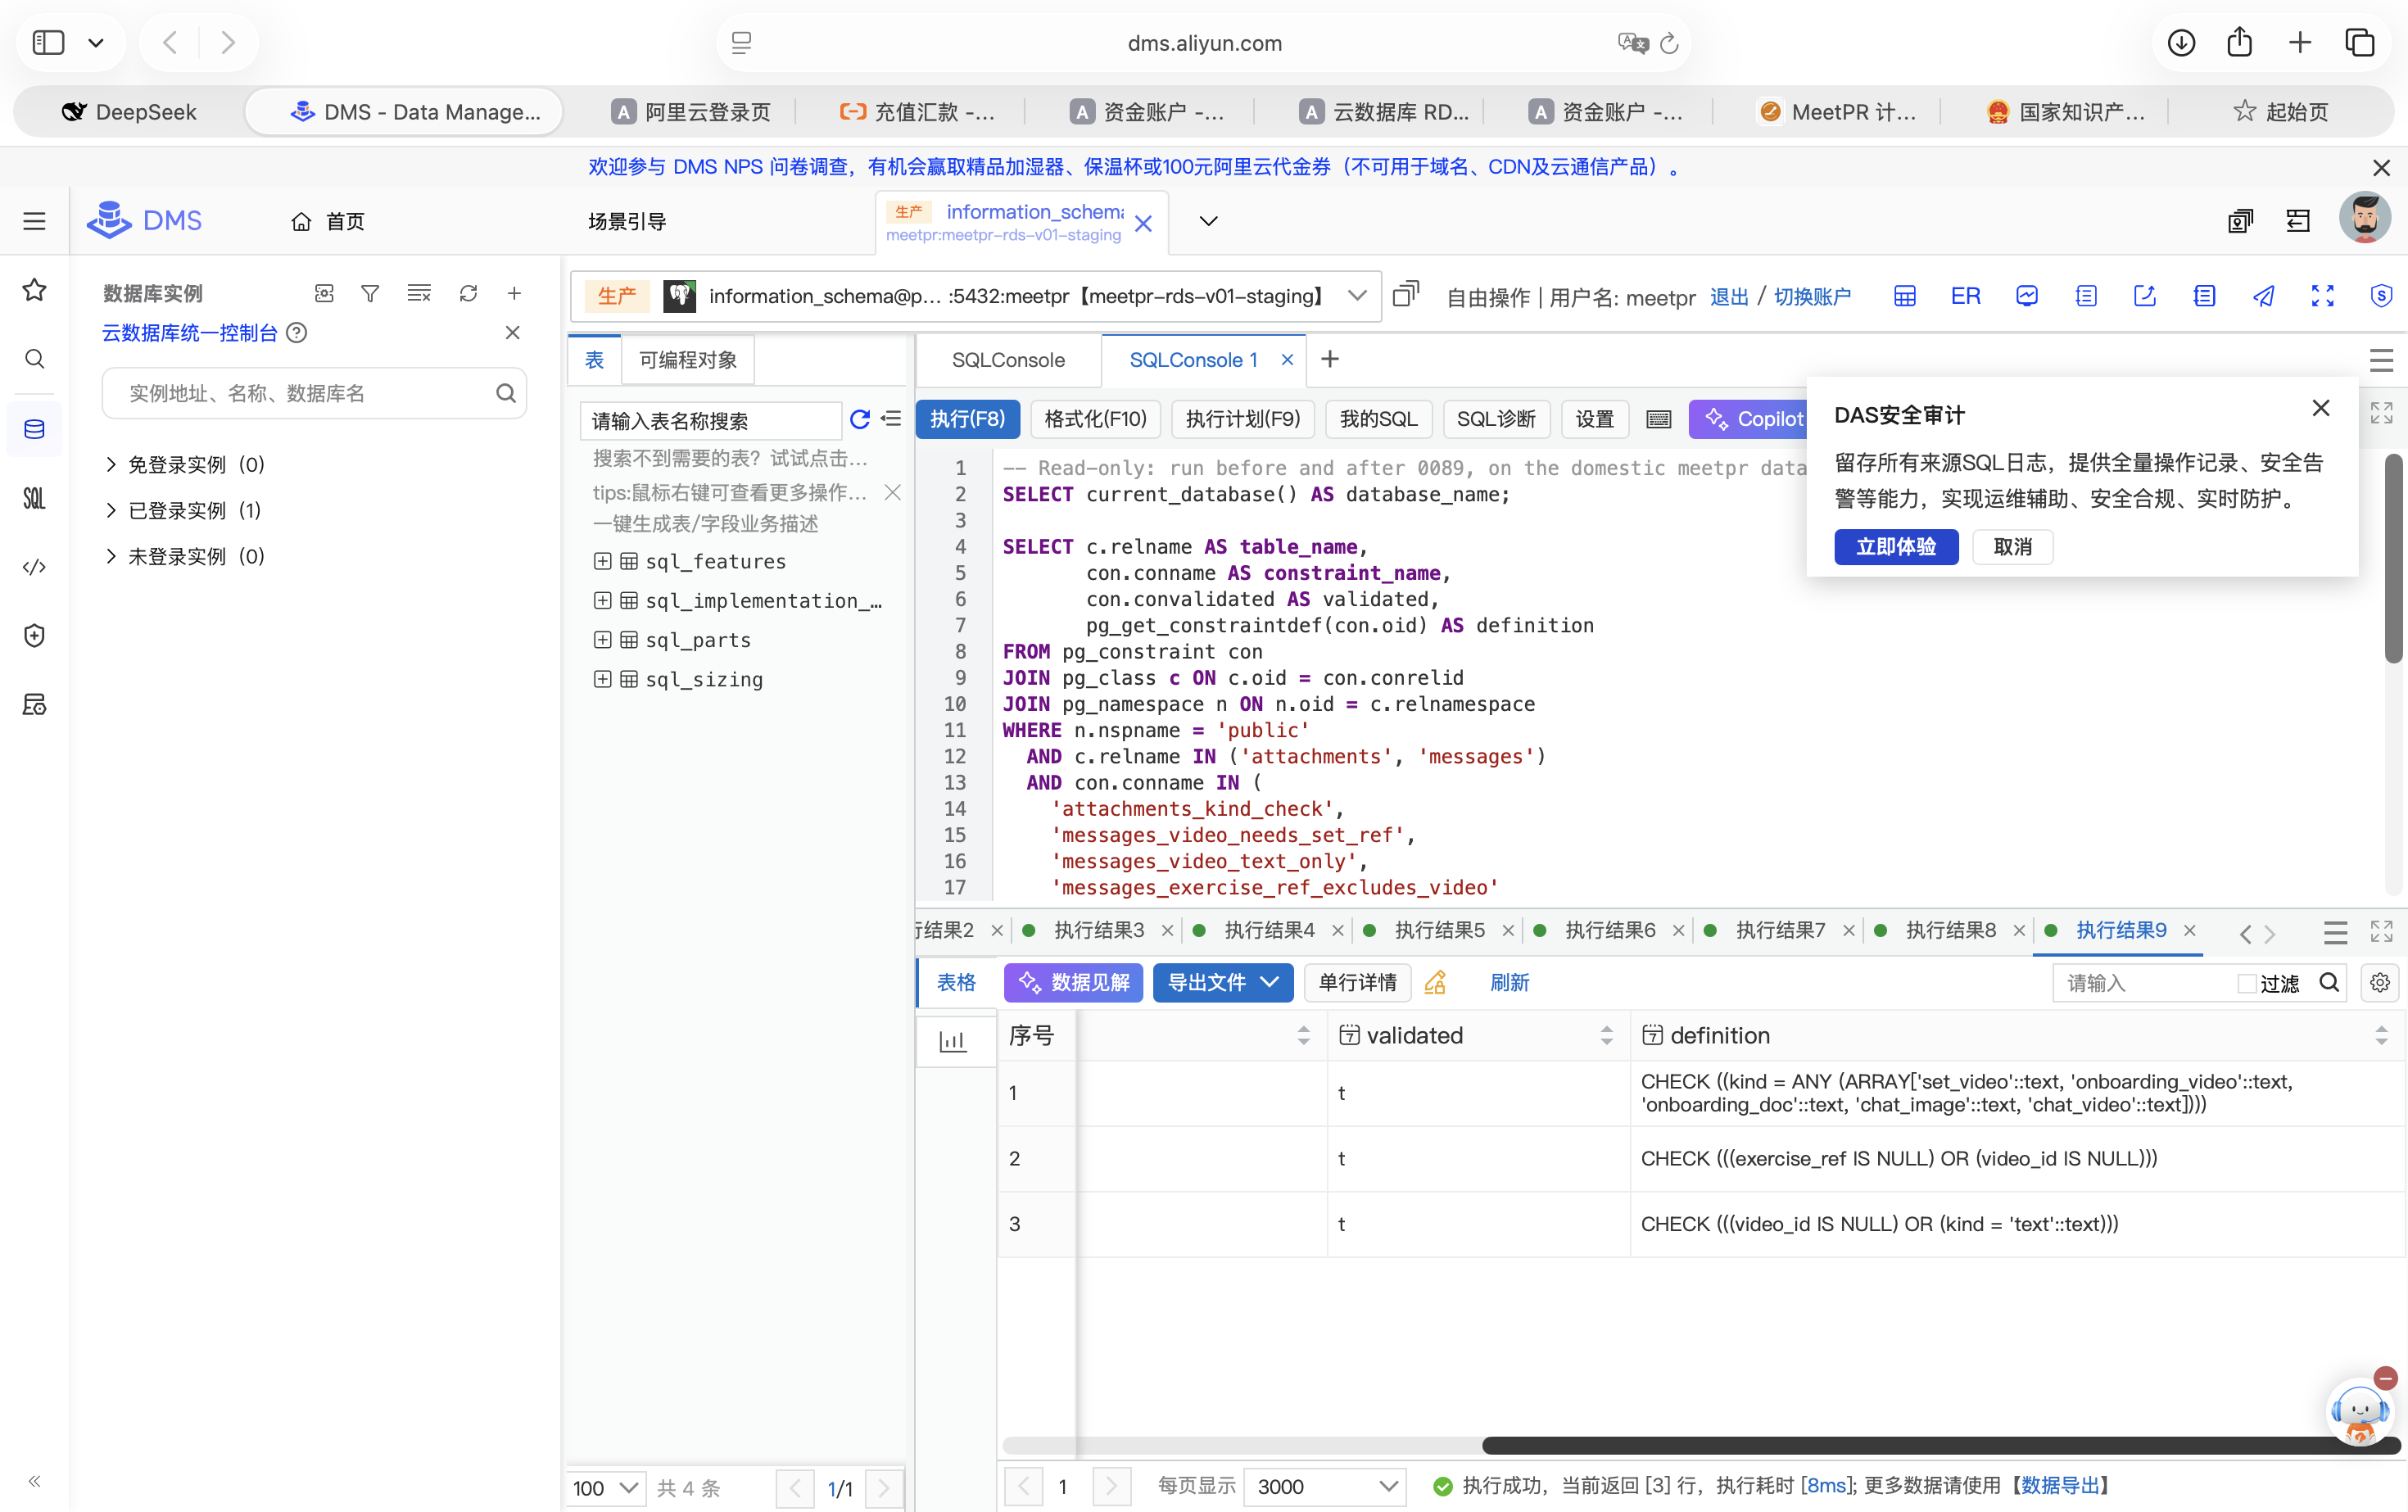 dms.aliyun.com
DeepSeek
DMS - Data Manage...
阿里云登录页
充值汇款 -...
资金账户 -...
云数据库 RD...
资金账户 -...
MeetPR 计...
国家知识产...
起始页
欢迎参与 DMS NPS 问卷调查，有机会赢取精品加湿器、保温杯或100元阿里云代金券（不可用于域名、CDN及云通信产品）。
DMS
首页
场景引导
生产
information_schema
meetpr:meetpr-rds-v01-staging
数据库实例
云数据库统一控制台
实例地址、名称、数据库名
免登录实例 (0)
已登录实例 (1)
未登录实例 (0)
SQL
生产
information_schema@p... :5432:meetpr【meetpr-rds-v01-staging】
自由操作 | 用户名: meetpr 退出 / 切换账户
ER
表
可编程对象
请输入表名称搜索
搜索不到需要的表？试试点击...
tips:鼠标右键可查看更多操作...
一键生成表/字段业务描述
sql_features
sql_implementation_...
sql_parts
sql_sizing
100
共 4 条
1/1
SQLConsole
SQLConsole 1
执行(F8)
格式化(F10)
执行计划(F9)
我的SQL
SQL诊断
设置
Copilot
DAS安全审计
留存所有来源SQL日志，提供全量操作记录、安全告
警等能力，实现运维辅助、安全合规、实时防护。
立即体验
取消
1 -- Read-only: run before and after 0089, on the domestic meetpr data
2 SELECT current_database() AS database_name;
3
4 SELECT c.relname AS table_name,
5 con.conname AS constraint_name,
6 con.convalidated AS validated,
7 pg_get_constraintdef(con.oid) AS definition
8 FROM pg_constraint con
9 JOIN pg_class c ON c.oid = con.conrelid
10 JOIN pg_namespace n ON n.oid = c.relnamespace
11 WHERE n.nspname = 'public'
12 AND c.relname IN ('attachments', 'messages')
13 AND con.conname IN (
14 'attachments_kind_check',
15 'messages_video_needs_set_ref',
16 'messages_video_text_only',
17 'messages_exercise_ref_excludes_video'
行结果2
执行结果3
执行结果4
执行结果5
执行结果6
执行结果7
执行结果8
执行结果9
表格
数据见解
导出文件
单行详情
刷新
请输入
过滤
序号
validated
definition
1
t
CHECK ((kind = ANY (ARRAY['set_video'::text, 'onboarding_video'::text,
'onboarding_doc'::text, 'chat_image'::text, 'chat_video'::text])))
2
t
CHECK (((exercise_ref IS NULL) OR (video_id IS NULL)))
3
t
CHECK (((video_id IS NULL) OR (kind = 'text'::text)))
1
每页显示
3000
执行成功，当前返回 [3] 行，执行耗时 [8ms]; 更多数据请使用【数据导出】